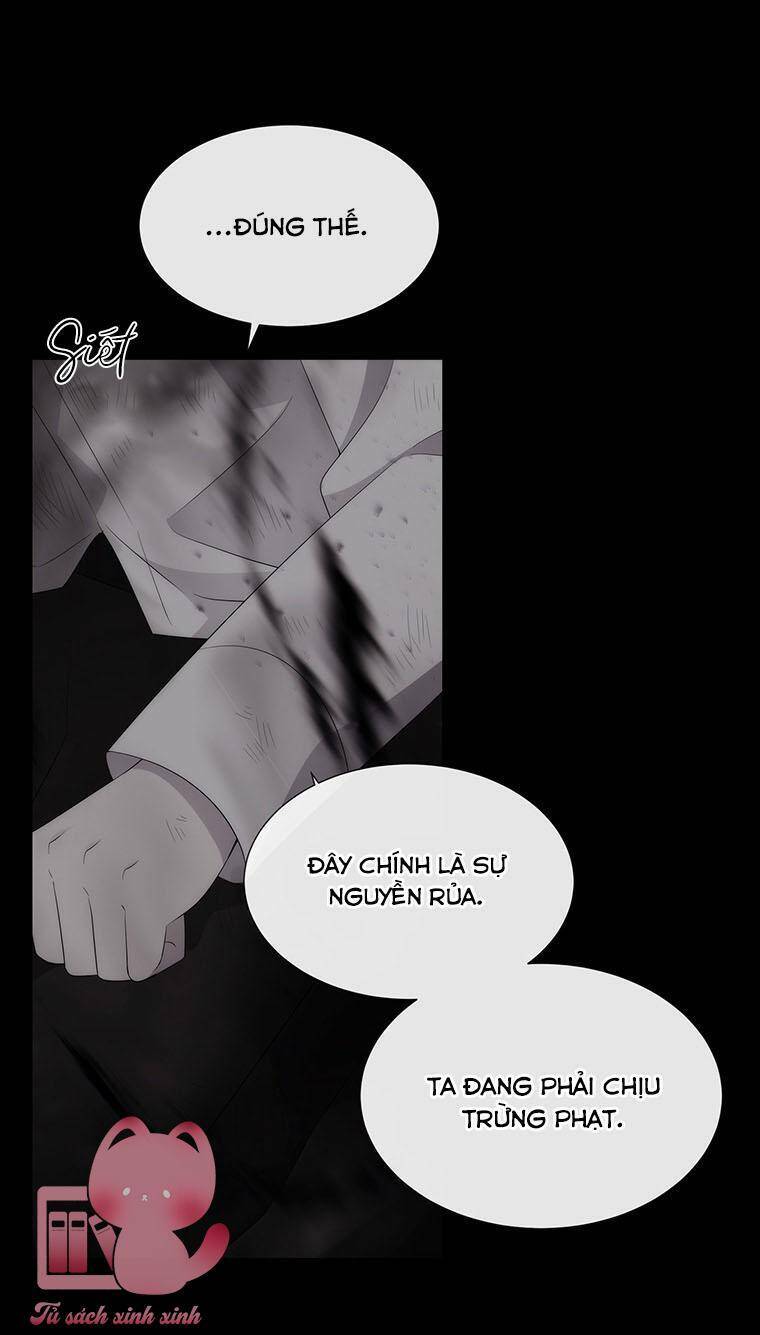 ...ĐÚNG THẾ.
Siết
ĐÂY CHÍNH LÀ SỰ
NGUYỀN RỦA.
TA ĐANG PHẢI CHỊU
TRỪNG PHẠT.
Tủ sách xinh xinh